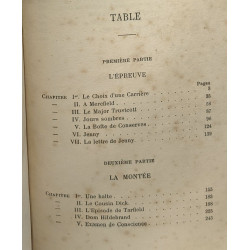 TABLE
PREMIÈRE PARTIE
L'ÉPREUVE
Pages
CHAPITRE Ier. Le Choix d'une Carrière
II. A Merefield
III. Le Major Trustcott
IV. Jours sombres
V. La Boîte de Conserves
VI. Jenny
VII. La lettre de Jenny
DEUXIÈME PARTIE
LA MONTÉE
CHAPITRE Ier. Une halte
II. Le Cousin Dick
III. L'Épisode de
IV. Dom Hildebrand
V. Examen de Conscience